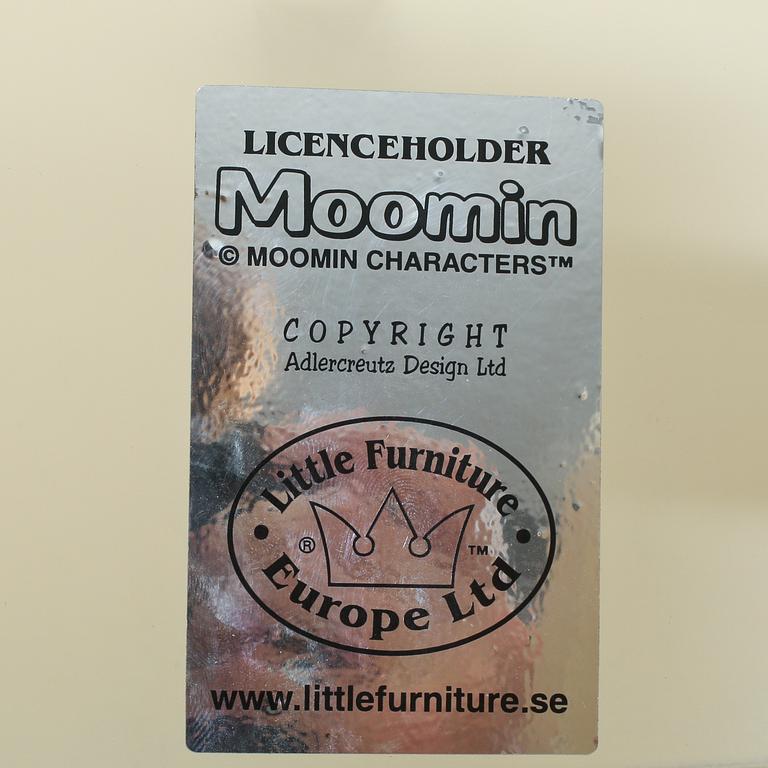 LICENCEHOLDER
Moomin
© MOOMIN CHARACTERS™
COPYRIGHT
Adlercreutz Design Ltd
Little Furniture
® ™
Europe Ltd
www.littlefurniture.se